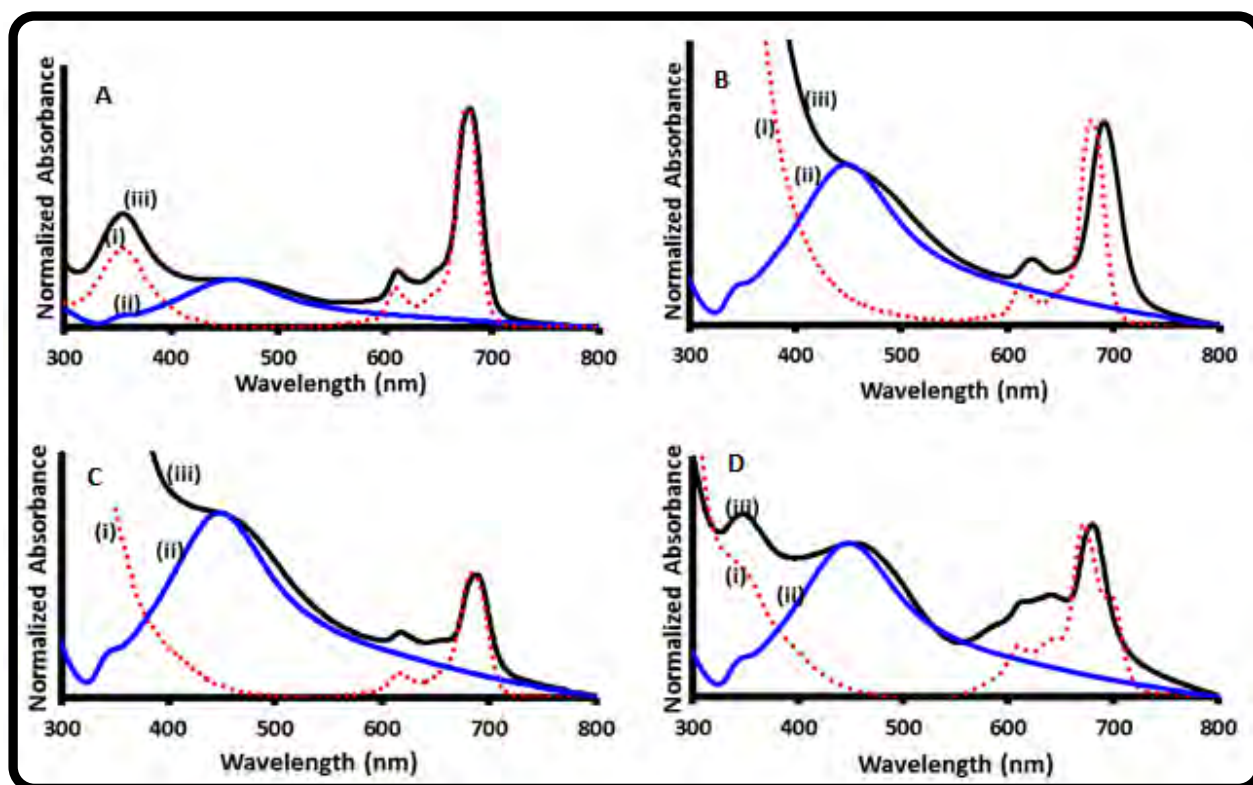 A
(iii)
(i)
(ii)
Normalized Absorbance
300 400 500 600 700 800
Wavelength (nm)
B
(iii)
(i)
(ii)
Normalized Absorbance
300 400 500 600 700 800
Wavelength (nm)
C
(iii)
(i)
(ii)
Normalized Absorbance
300 400 500 600 700 800
Wavelength (nm)
D
(iii)
(i)
(ii)
Normalized Absorbance
300 400 500 600 700 800
Wavelength (nm)